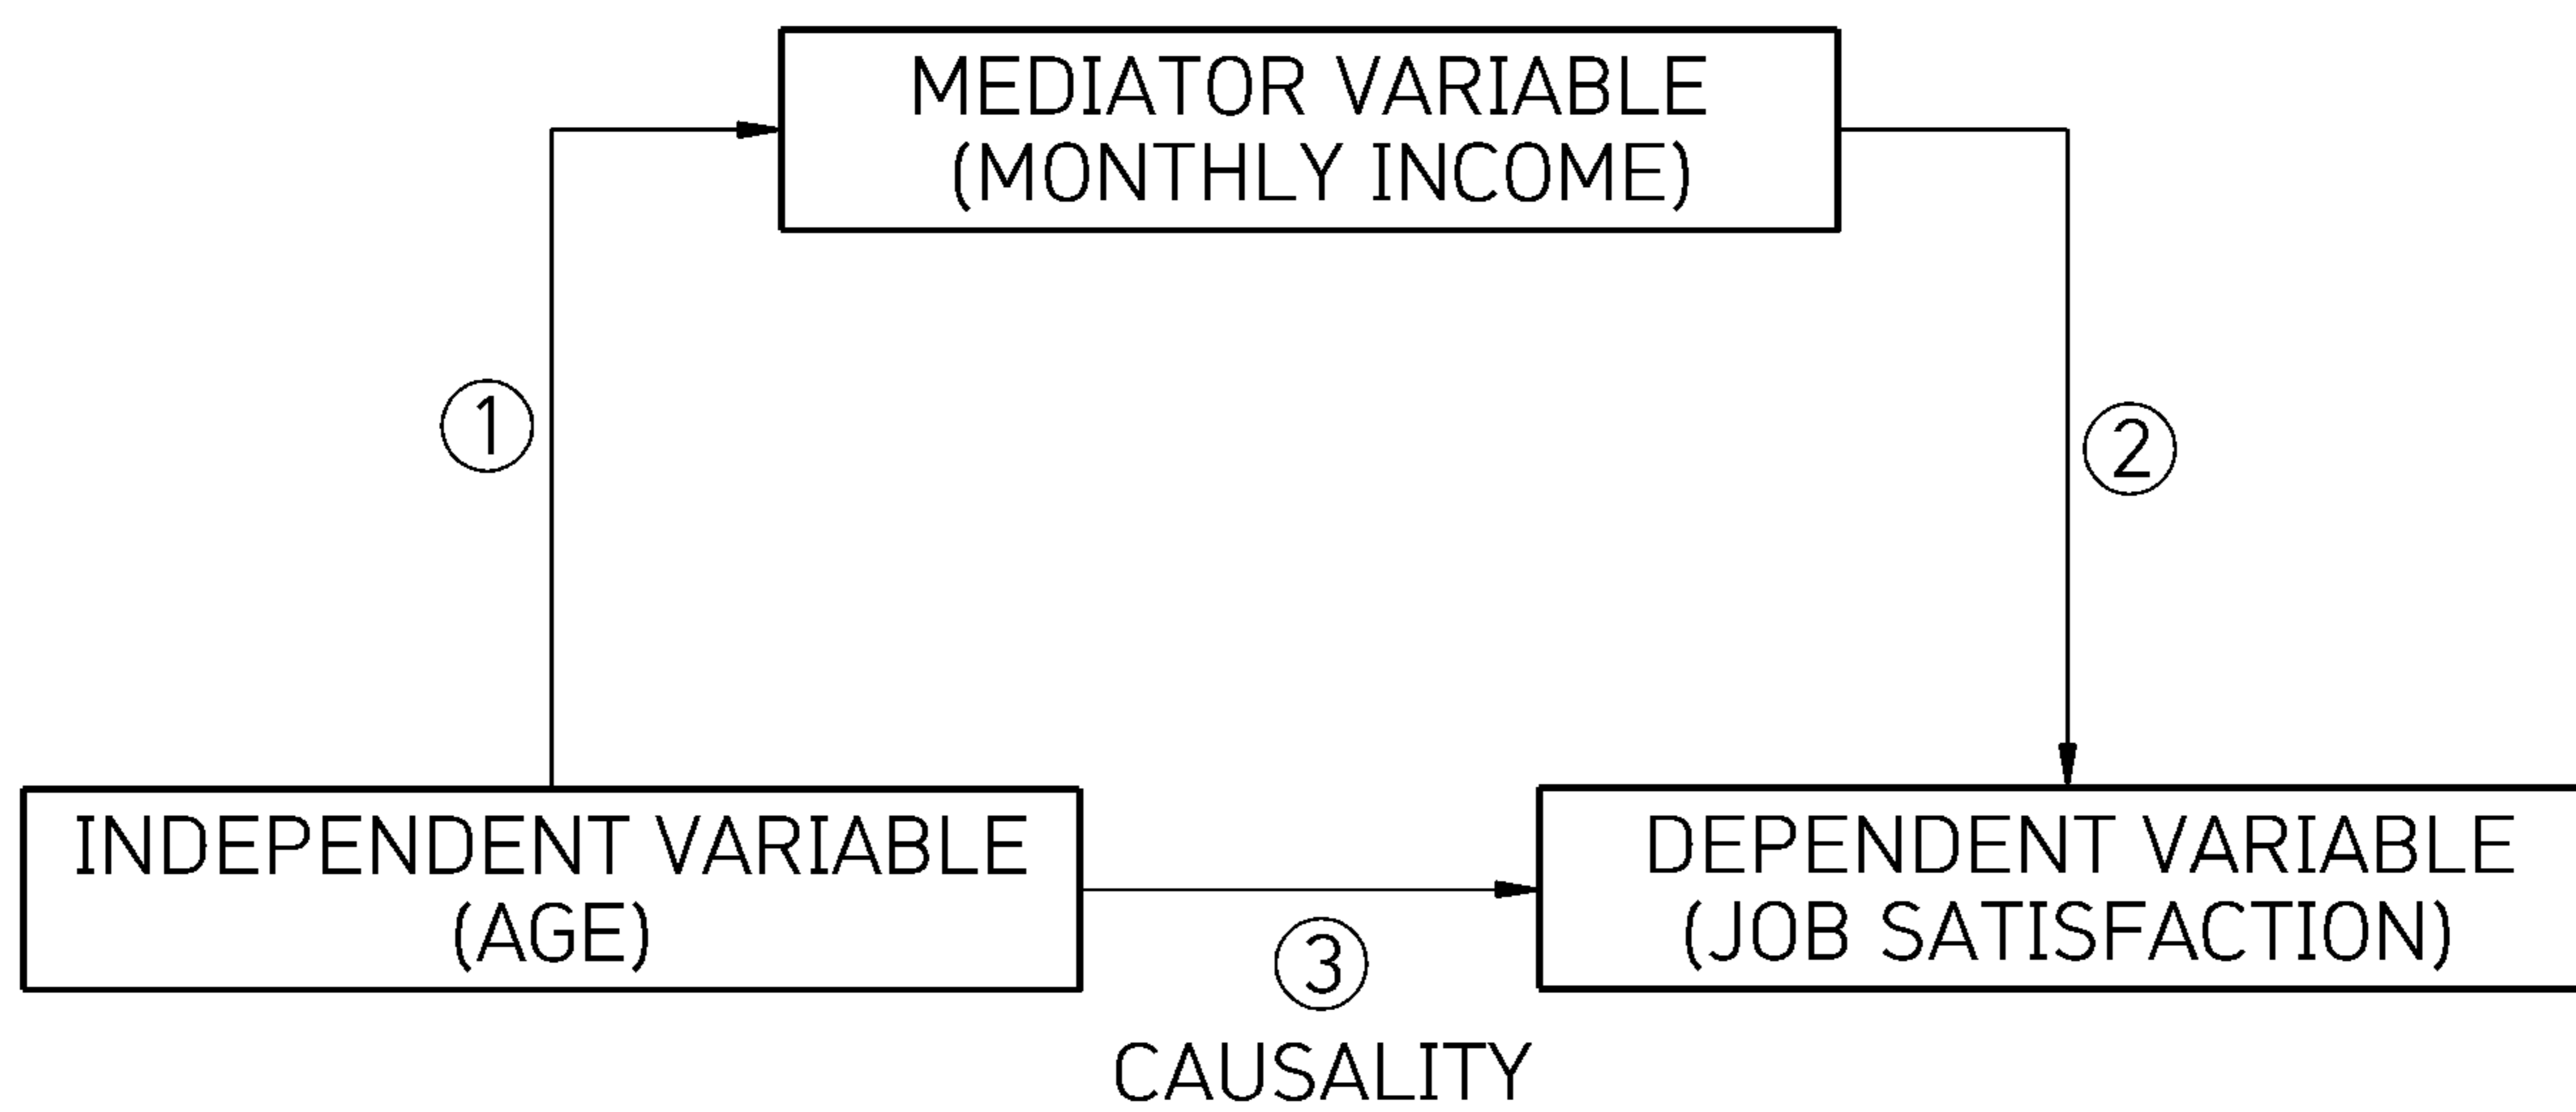 MEDIATOR VARIABLE
(MONTHLY INCOME)
1
2
INDEPENDENT VARIABLE
(AGE)
3
CAUSALITY
DEPENDENT VARIABLE
(JOB SATISFACTION)